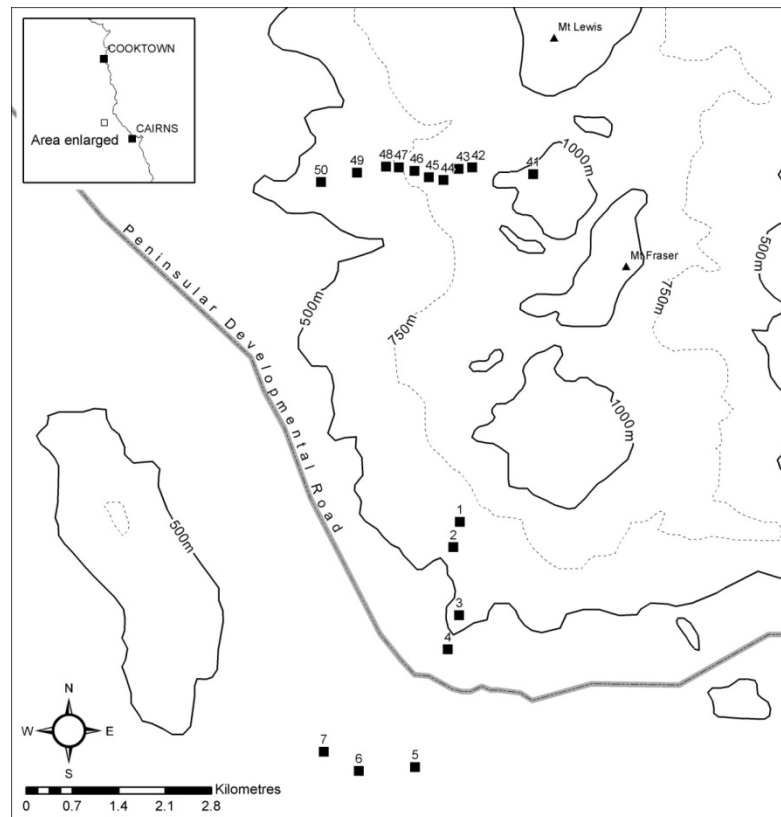 Mt Lewis
COOKTOWN
CAIRNS
Area enlarged
1000m
50
49
48
47
46
45
44
43
42
41
500m
Mt Fraser
Peninsular Developmental Road
500m
750m
750m
1000m
500m
1
2
3
4
N
W
E
S
7
6
5
Kilometres
0 0.7 1.4 2.1 2.8